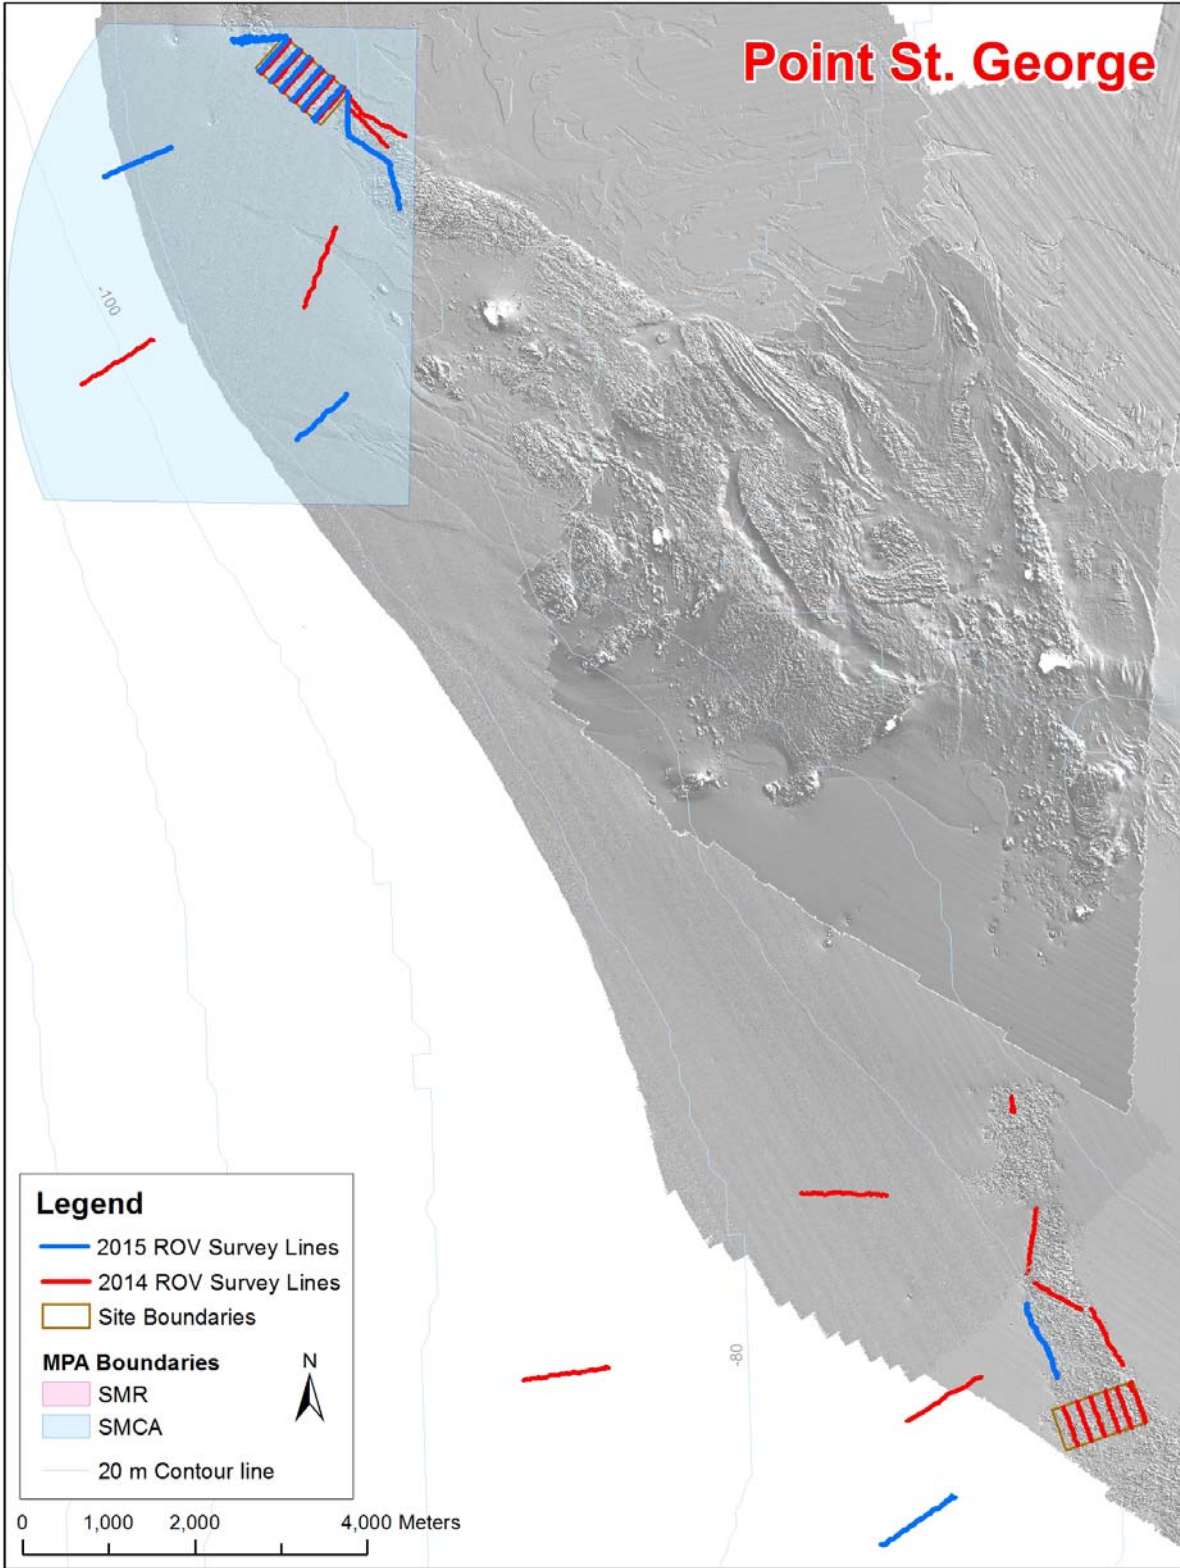 Point St. George
-100
-80
Legend
2015 ROV Survey Lines
2014 ROV Survey Lines
Site Boundaries
MPA Boundaries
N
SMR
SMCA
20 m Contour line
0 1,000 2,000 4,000 Meters